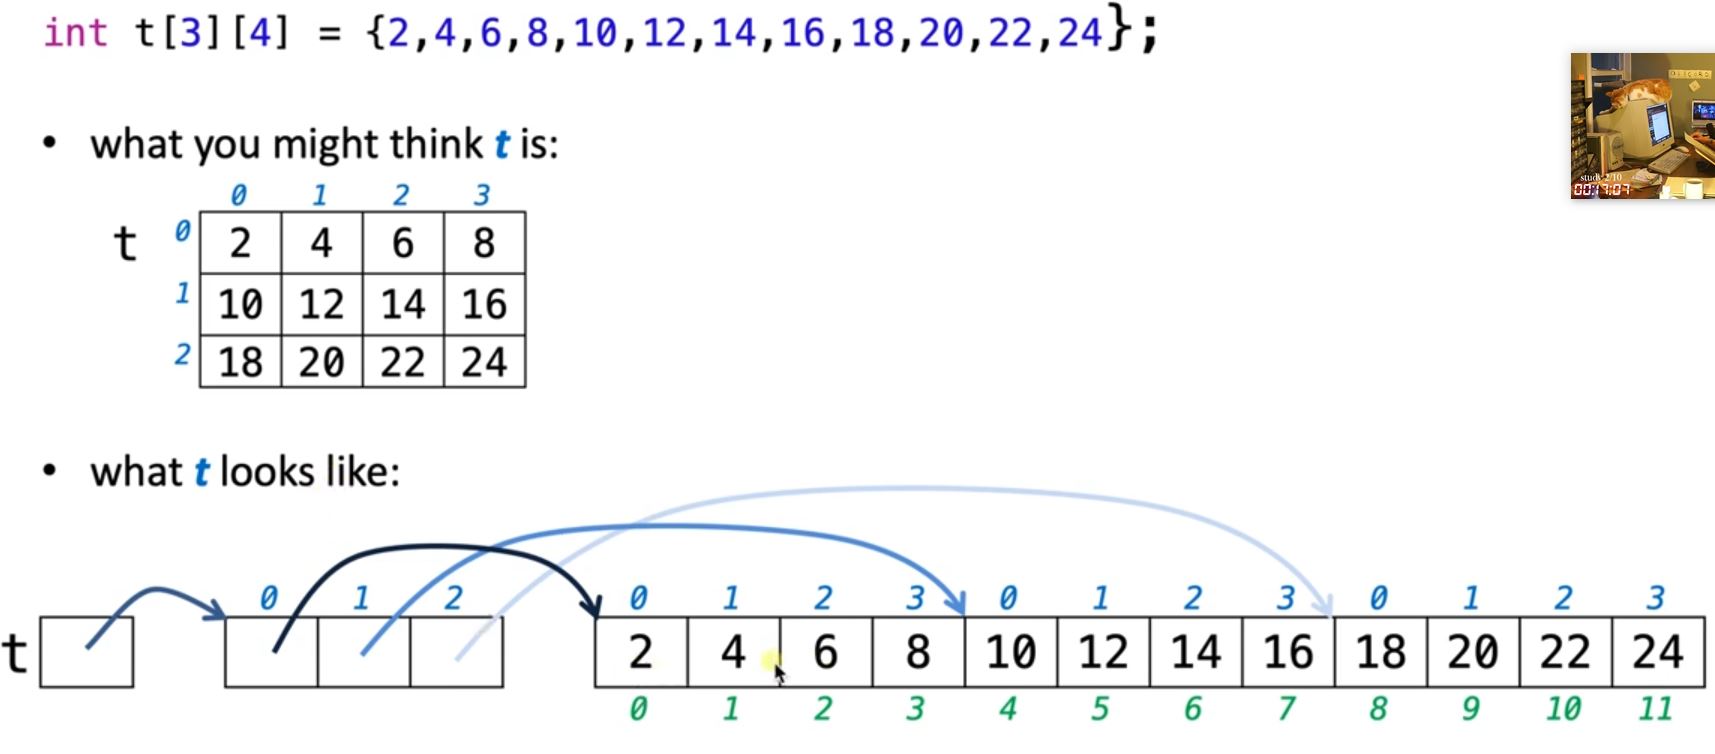 int t[3][4] = {2,4,6,8,10,12,14,16,18,20,22,24};
• what you might think t is:
0 1 2 3
t 0 2 4 6 8
1 10 12 14 16
2 18 20 22 24
• what t looks like:
0 1 2 0 1 2 3 0 1 2 3 0 1 2 3
t 2 4 6 8 10 12 14 16 18 20 22 24
0 1 2 3 4 5 6 7 8 9 10 11
study 2/10
00:17:07